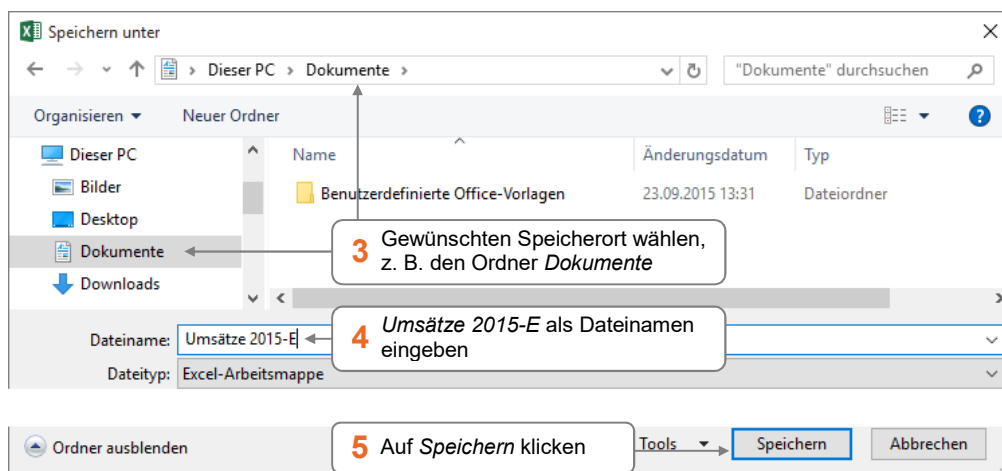 Speichern unter
Dieser PC > Dokumente >
"Dokumente" durchsuchen
Organisieren
Neuer Ordner
Dieser PC
Name
Änderungsdatum
Typ
Bilder
Benutzerdefinierte Office-Vorlagen
23.09.2015 13:31
Dateiordner
Desktop
Dokumente
3 Gewünschten Speicherort wählen,
z. B. den Ordner Dokumente
Downloads
Dateiname: Umsätze 2015-E
4 Umsätze 2015-E als Dateinamen
eingeben
Dateityp: Excel-Arbeitsmappe
Ordner ausblenden
5 Auf Speichern klicken
Tools
Speichern
Abbrechen